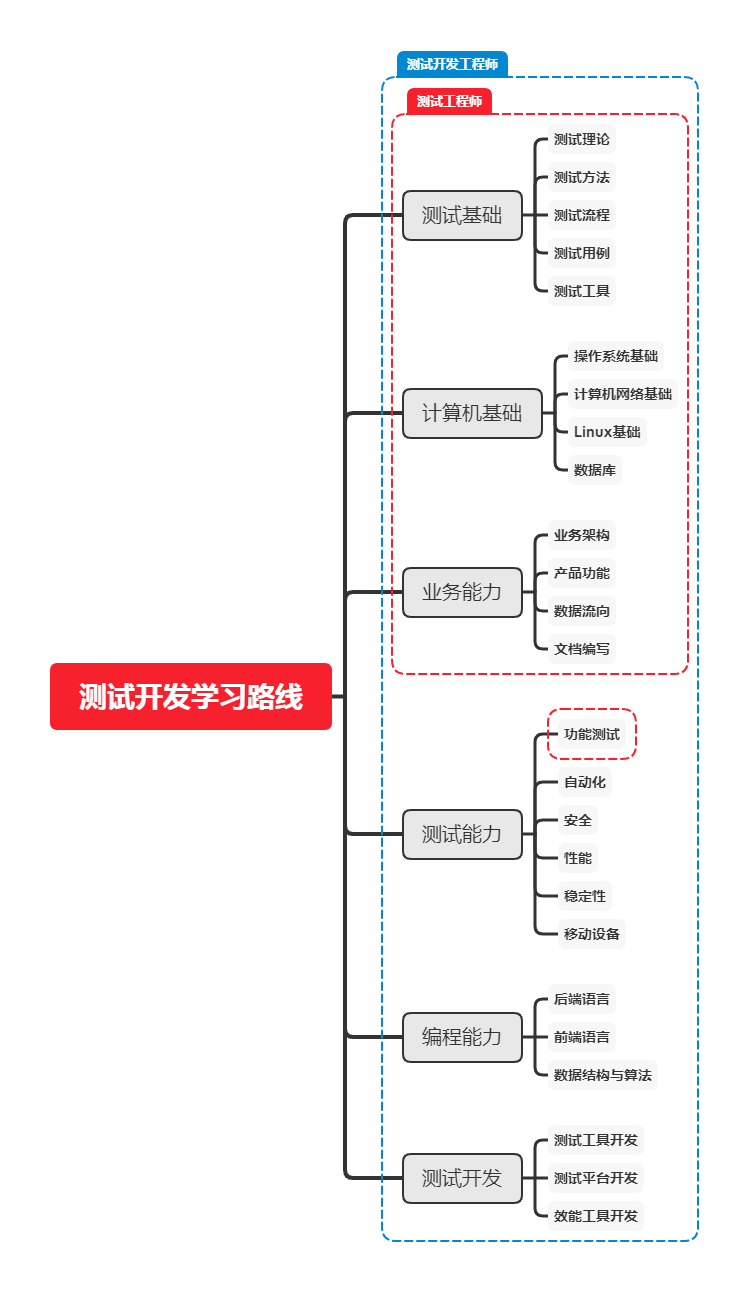 测试开发工程师
测试工程师
测试开发学习路线
测试基础
测试理论
测试方法
测试流程
测试用例
测试工具
计算机基础
操作系统基础
计算机网络基础
Linux基础
数据库
业务能力
业务架构
产品功能
数据流向
文档编写
测试能力
功能测试
自动化
安全
性能
稳定性
移动设备
编程能力
后端语言
前端语言
数据结构与算法
测试开发
测试工具开发
测试平台开发
效能工具开发